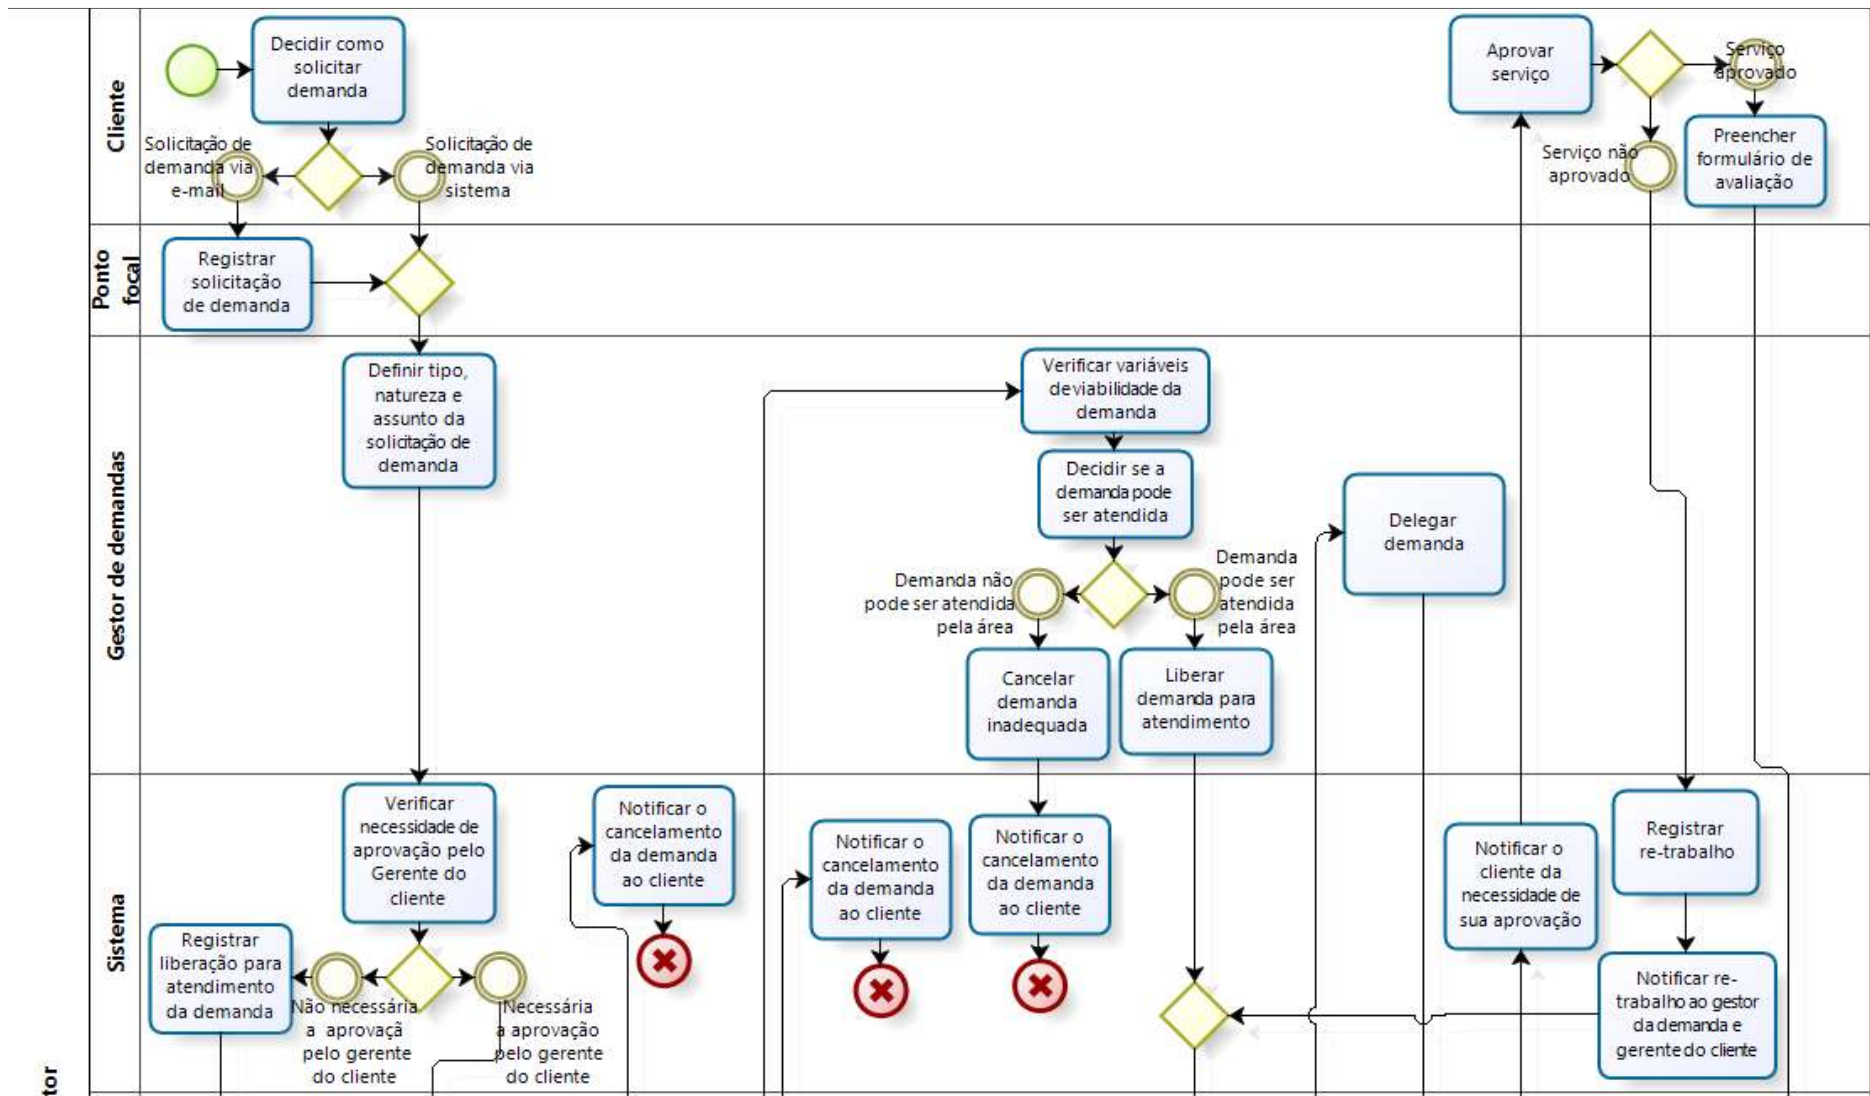 Cliente
Decidir como
solicitar
demanda
Solicitação de
demanda via
e-mail
Solicitação de
demanda via
sistema
Aprovar
serviço
Serviço
aprovado
Serviço não
aprovado
Preencher
formulário de
avaliação
Ponto
focal
Registrar
solicitação
de demanda
Gestor de demandas
Definir tipo,
natureza e
assunto da
solicitação de
demanda
Verificar variáveis
de viabilidade da
demanda
Decidir se a
demanda pode
ser atendida
Demanda não
pode ser atendida
pela área
Demanda
pode ser
atendida
pela área
Cancelar
demanda
inadequada
Liberar
demanda para
atendimento
Delegar
demanda
Sistema
Verificar
necessidade de
aprovação pelo
Gerente do
cliente
Registrar
liberação para
atendimento
da demanda
Não necessária
a aprovaçã
pelo gerente
do cliente
Necessária
a aprovação
pelo gerente
do cliente
Notificar o
cancelamento
da demanda
ao cliente
Notificar o
cancelamento
da demanda
ao cliente
Notificar o
cancelamento
da demanda
ao cliente
Notificar o
cliente da
necessidade de
sua aprovação
Registrar
re-trabalho
Notificar re-
trabalho ao gestor
da demanda e
gerente do cliente
tor